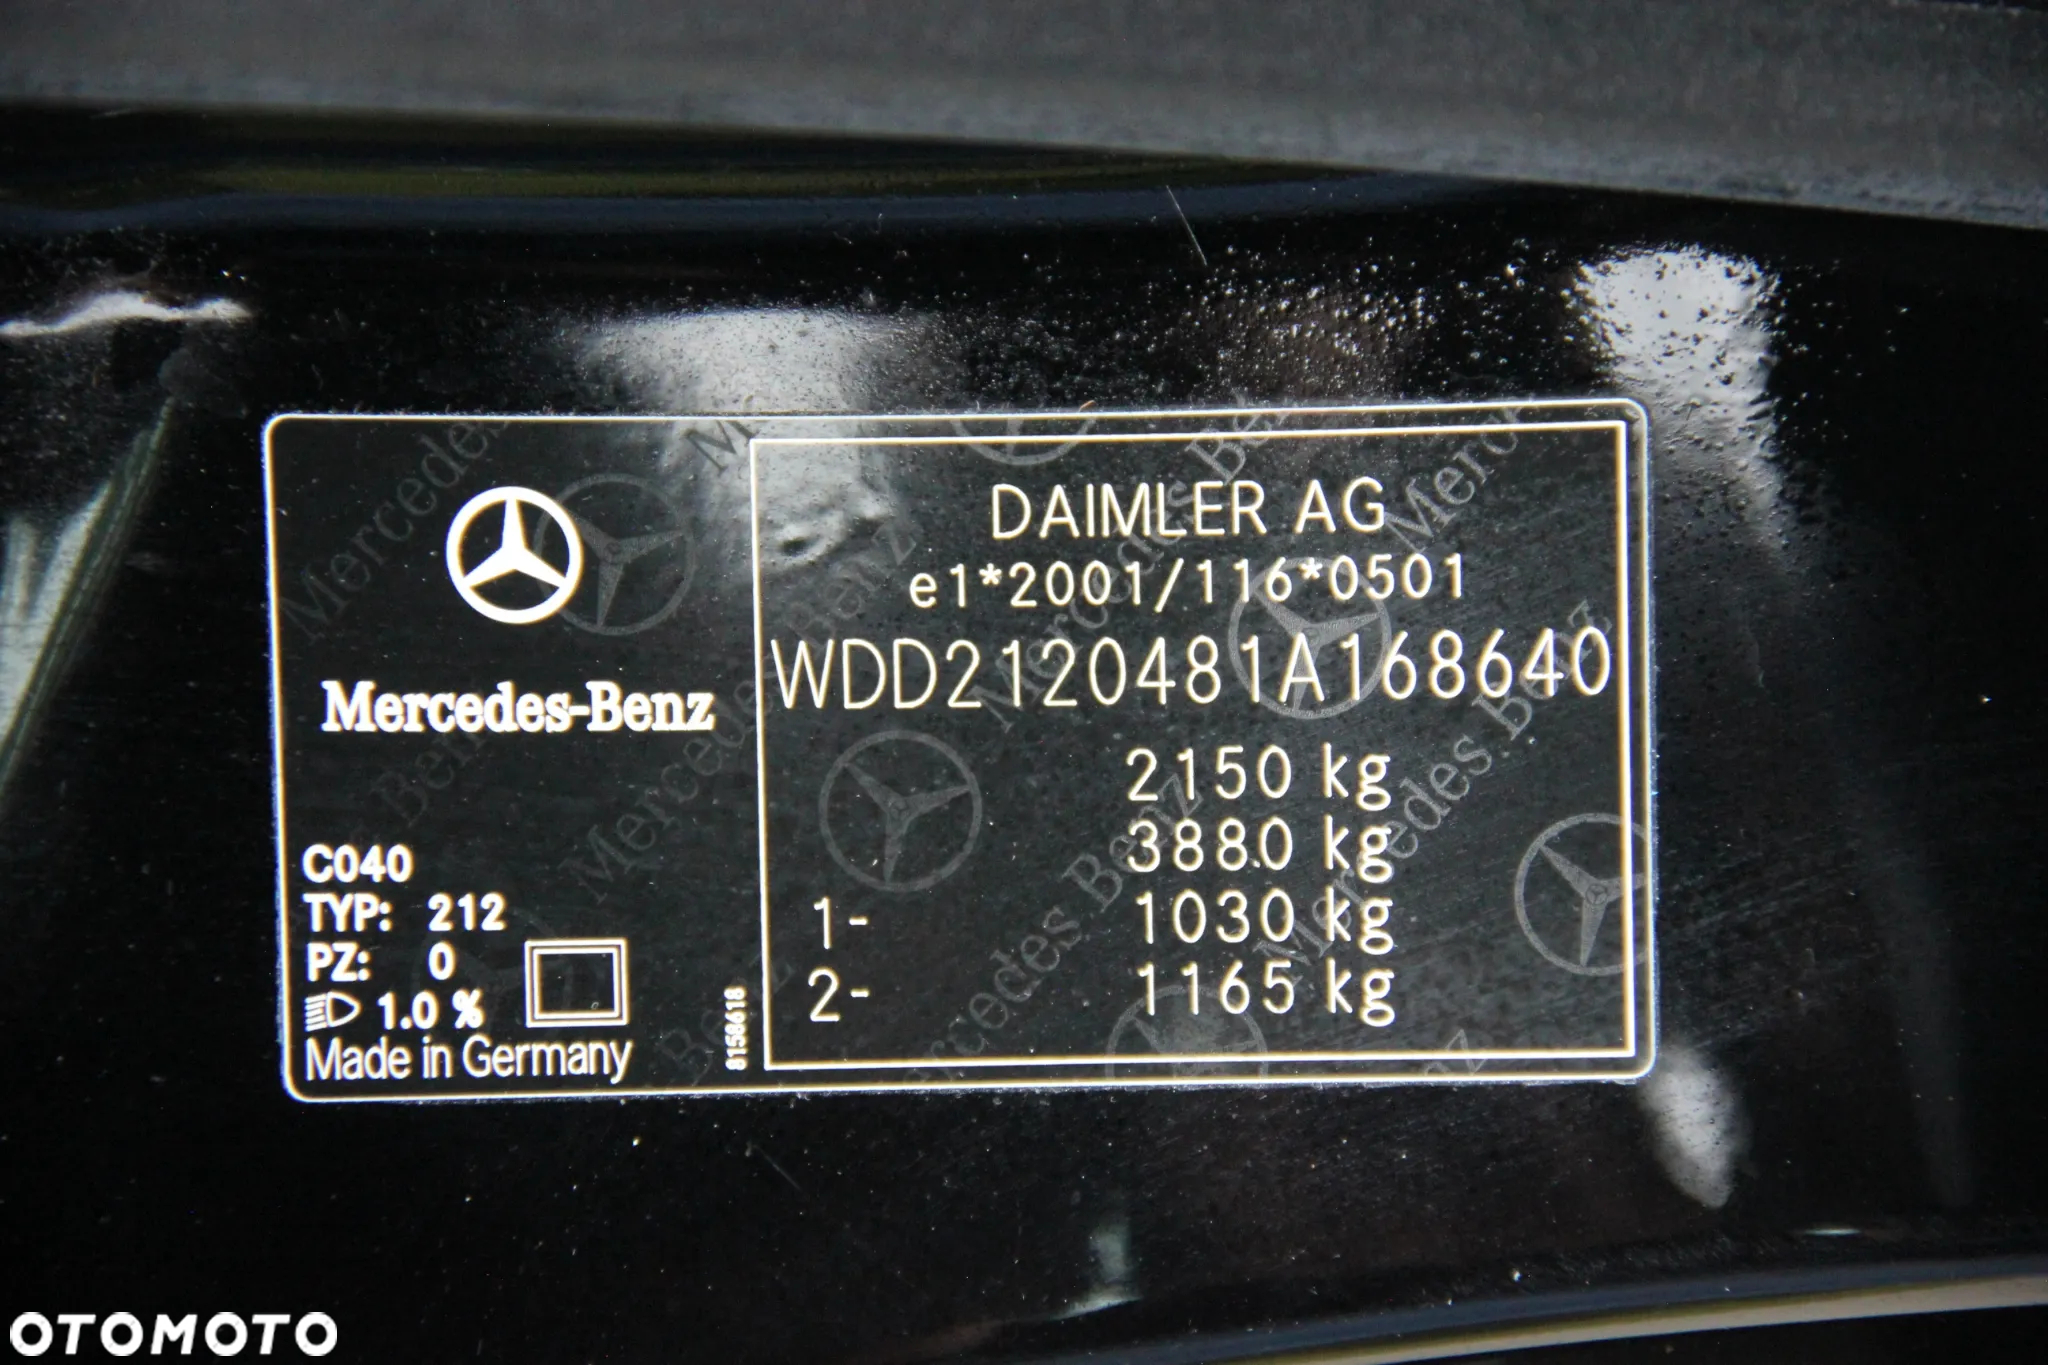 Mercedes-Benz
C040
TYP: 212
PZ: 0
1.0 %
Made in Germany
8158618
DAIMLER AG
e1*2001/116*0501
WDD2120481A168640
2150 kg
3880 kg
1- 1030 kg
2- 1165 kg
OTOMOTO